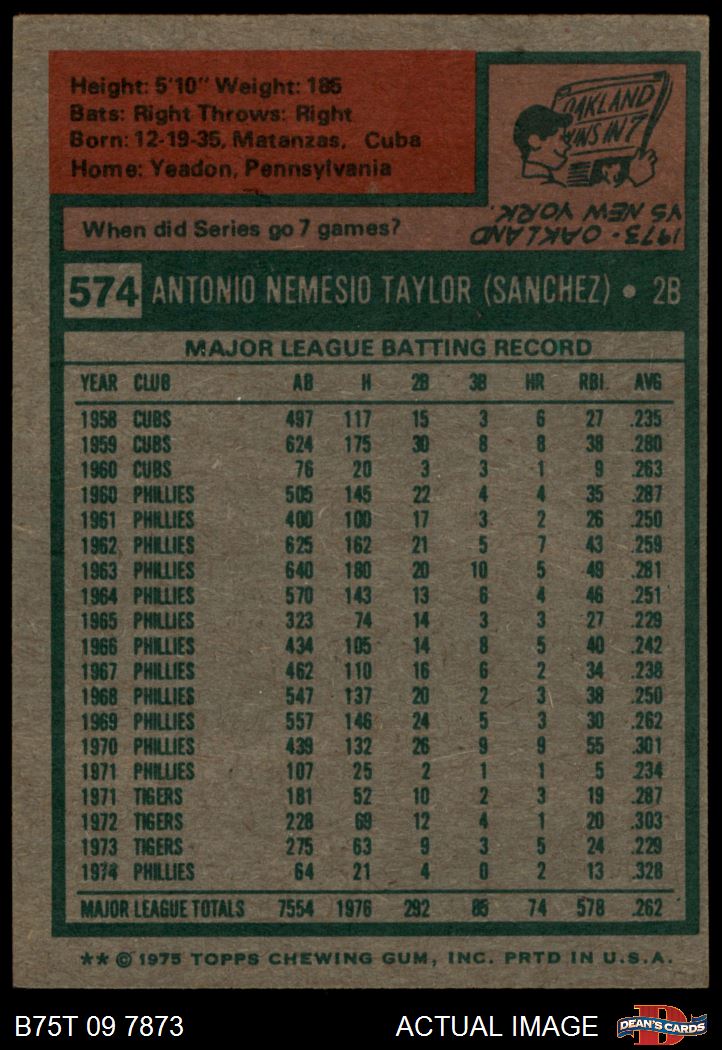 Height: 5'10" Weight: 185
Bats: Right Throws: Right
Born: 12-19-35, Matanzas, Cuba
Home: Yeadon, Pennsylvania
OAKLAND
WINS IN 7
When did Series go 7 games?
1973 - OAKLAND
VS NEW YORK.
574 ANTONIO NEMESIO TAYLOR (SANCHEZ) • 2B
MAJOR LEAGUE BATTING RECORD
YEAR CLUB AB H 2B 3B HR RBI AVG
1958 CUBS 497 117 15 3 6 27 .235
1959 CUBS 624 175 30 8 8 38 .280
1960 CUBS 76 20 3 3 1 9 .263
1960 PHILLIES 505 145 22 4 4 35 .287
1961 PHILLIES 400 100 17 3 2 26 .250
1962 PHILLIES 625 162 21 5 7 43 .259
1963 PHILLIES 640 180 20 10 5 49 .281
1964 PHILLIES 570 143 13 6 4 46 .251
1965 PHILLIES 323 74 14 3 3 27 .229
1966 PHILLIES 434 105 14 8 5 40 .242
1967 PHILLIES 462 110 16 6 2 34 .238
1968 PHILLIES 547 137 20 2 3 38 .250
1969 PHILLIES 557 146 24 5 3 30 .262
1970 PHILLIES 439 132 26 9 9 55 .301
1971 PHILLIES 107 25 2 1 1 5 .234
1971 TIGERS 181 52 10 2 3 19 .287
1972 TIGERS 228 69 12 4 1 20 .303
1973 TIGERS 275 63 9 3 5 24 .229
1974 PHILLIES 64 21 4 0 2 13 .328
MAJOR LEAGUE TOTALS 7554 1976 292 85 74 578 .262
** © 1975 TOPPS CHEWING GUM, INC. PRTD IN U.S.A.
B75T 09 7873 ACTUAL IMAGE D DEAN'S CARDS